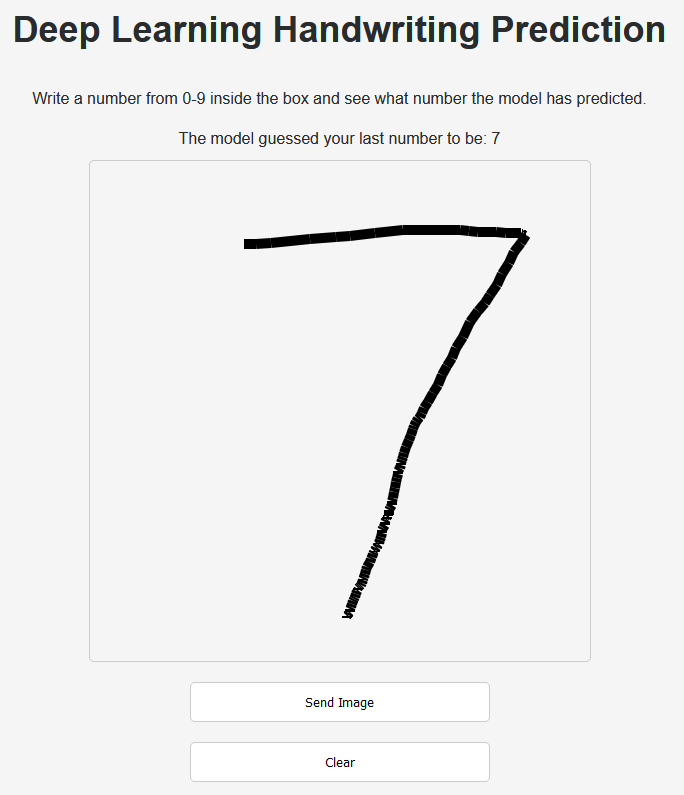 Deep Learning Handwriting Prediction
Write a number from 0-9 inside the box and see what number the model has predicted.
The model guessed your last number to be: 7
7
Send Image
Clear